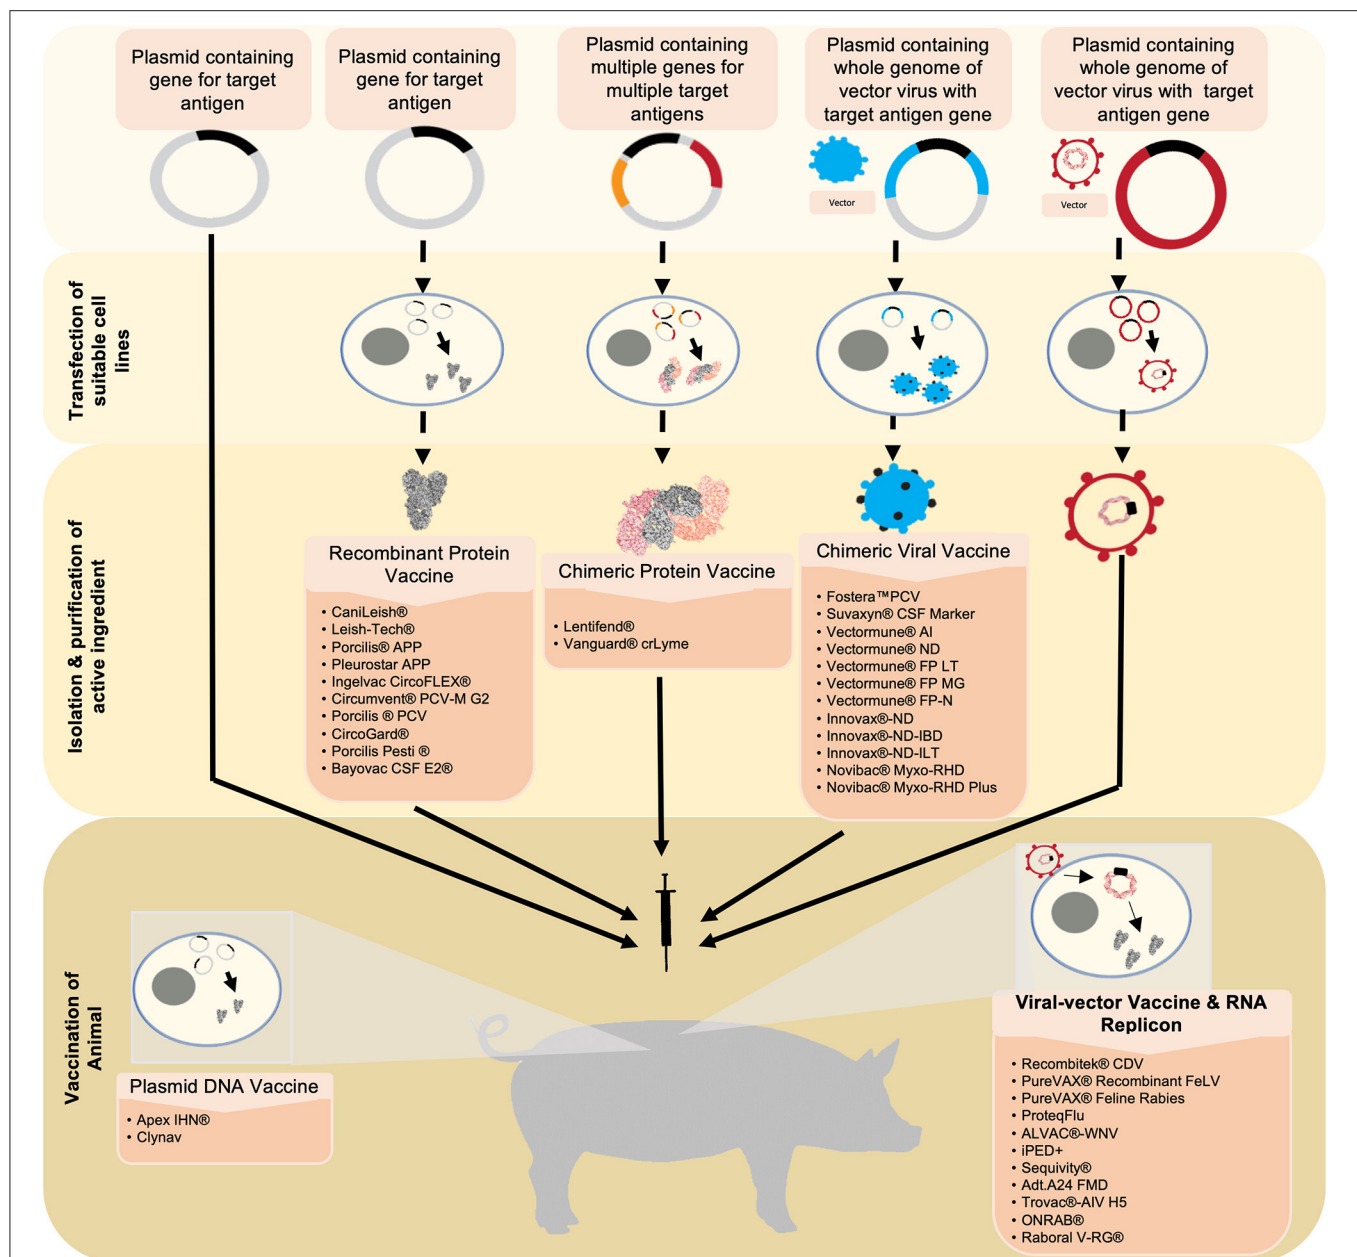 Plasmid containing
gene for target
antigen
Plasmid containing
gene for target
antigen
Plasmid containing
multiple genes for
multiple target
antigens
Plasmid containing
whole genome of
vector virus with
target antigen gene
Plasmid containing
whole genome of
vector virus with target
antigen gene
Vector
Vector
Transfection of
suitable cell
lines
Isolation & purification of
active ingredient
Recombinant Protein
Vaccine
• CaniLeish®
• Leish-Tech®
• Porcilis® APP
• Pleurostar APP
• Ingelvac CircoFLEX®
• Circumvent® PCV-M G2
• Porcilis ® PCV
• CircoGard®
• Porcilis Pesti ®
• Bayovac CSF E2®
Chimeric Protein Vaccine
• Lentifend®
• Vanguard® crLyme
Chimeric Viral Vaccine
• Fostera™PCV
• Suvaxyn® CSF Marker
• Vectormune® AI
• Vectormune® ND
• Vectormune® FP LT
• Vectormune® FP MG
• Vectormune® FP-N
• Innovax®-ND
• Innovax®-ND-IBD
• Innovax®-ND-ILT
• Novibac® Myxo-RHD
• Novibac® Myxo-RHD Plus
Vaccination of
Animal
Plasmid DNA Vaccine
• Apex IHN®
• Clynav
Viral-vector Vaccine & RNA
Replicon
• Recombitek® CDV
• PureVAX® Recombinant FeLV
• PureVAX® Feline Rabies
• ProteqFlu
• ALVAC®-WNV
• iPED+
• Sequivity®
• Adt.A24 FMD
• Trovac®-AIV H5
• ONRAB®
• Raboral V-RG®